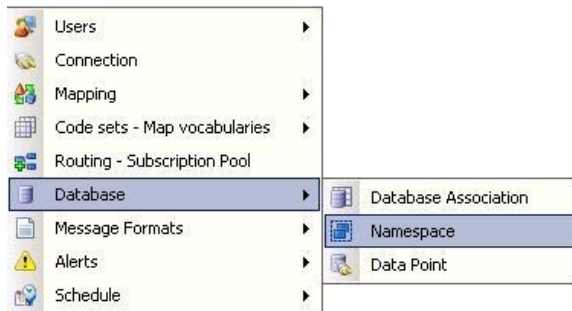 Users
Connection
Mapping
Code sets - Map vocabularies
Routing - Subscription Pool
Database
Database Association
Message Formats
Namespace
Alerts
Data Point
Schedule